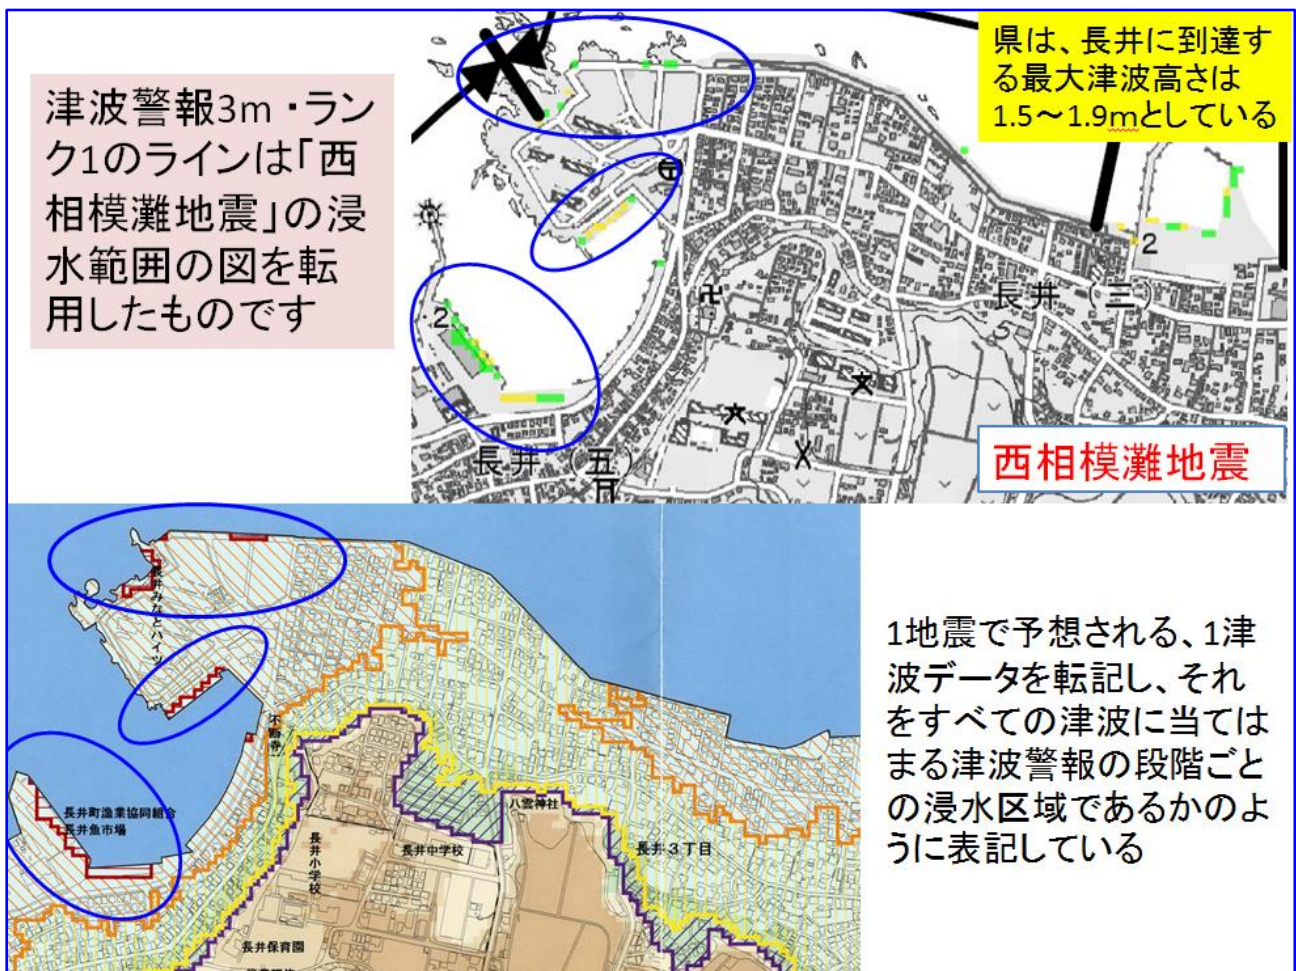 津波警報3m・ラン
ク1のラインは「西
相模灘地震」の浸
水範囲の図を転
用したものです
県は、長井に到達す
る最大津波高さは
1.5～1.9mとしている
2
2
長井（三）
5
長井（五）
西相模灘地震
長井みなとハイツ
不断寺
長井町漁業協同組合
長井魚市場
八雲神社
長井小学校
長井中学校
長井3丁目
長井保育園
1地震で予想される、1津
波データを転記し、それ
をすべての津波に当ては
まる津波警報の段階ごと
の浸水区域であるかのよ
うに表記している